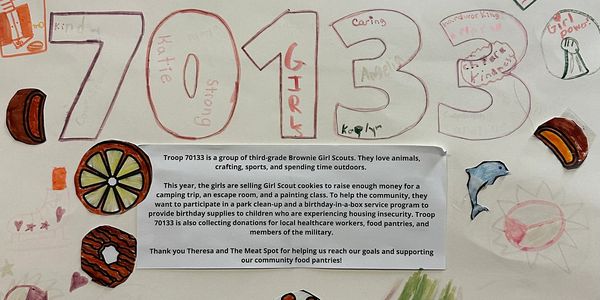 Kind
70133
Katie
Strong
GIRL
Caring
Angelia
Kaylyn
Kindness
Girl
Power
Troop 70133 is a group of third-grade Brownie Girl Scouts. They love animals,
crafting, sports, and spending time outdoors.
This year, the girls are selling Girl Scout cookies to raise enough money for a
camping trip, an escape room, and a painting class. To help the community, they
want to participate in a park clean-up and a birthday-in-a-box service program to
provide birthday supplies to children who are experiencing housing insecurity. Troop
70133 is also collecting donations for local healthcare workers, food pantries, and
members of the military.
Thank you Theresa and The Meat Spot for helping us reach our goals and supporting
our community food pantries!